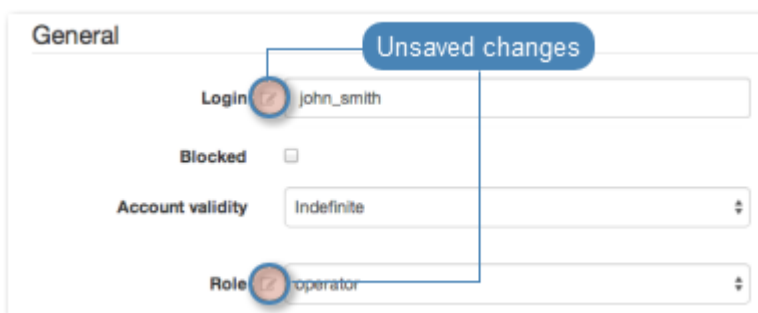 General
Unsaved changes
Login john_smith
Blocked
Account validity Indefinite
Role operator